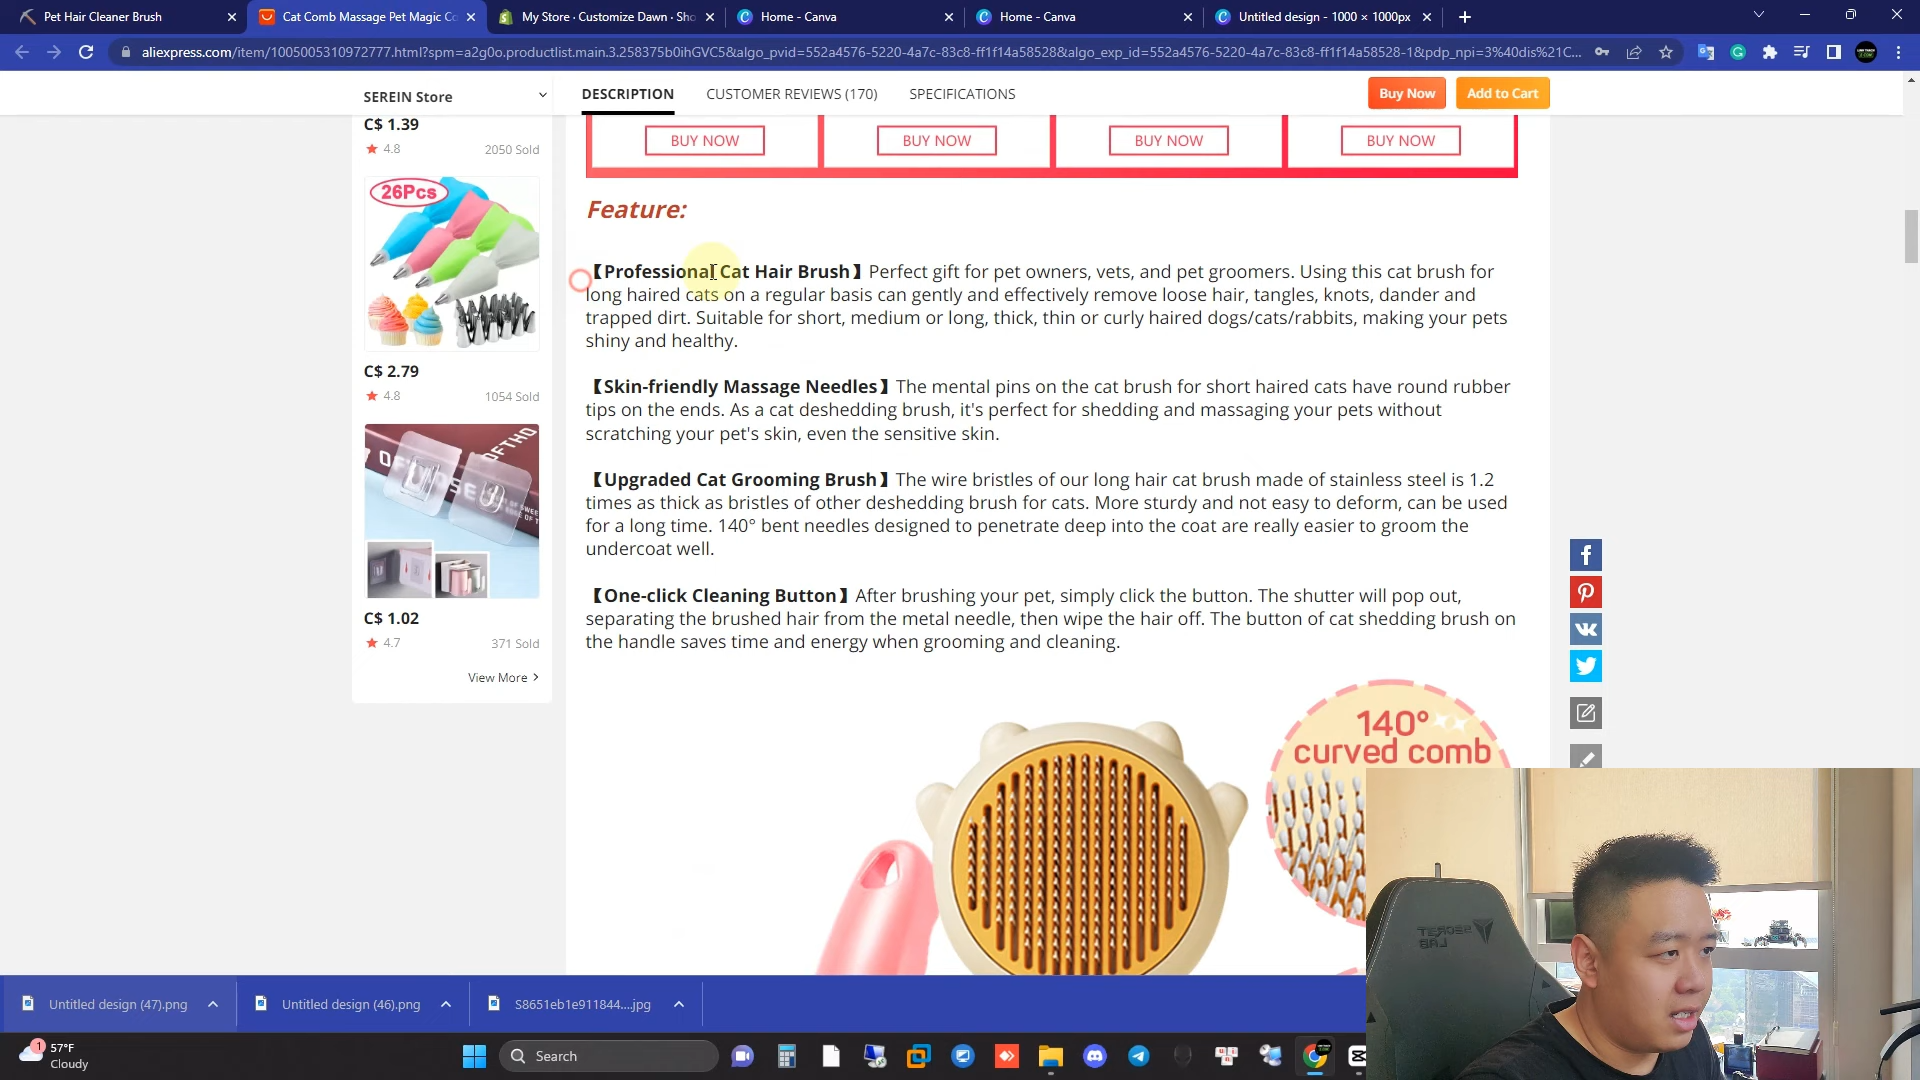 Pet Hair Cleaner Brush
Cat Comb Massage Pet Magic Co
My Store · Customize Dawn · Sho
Home - Canva
Home - Canva
Untitled design - 1000 × 1000px
aliexpress.com/item/1005005310972777.html?spm=a2g0o.productlist.main.3.258375b0ihGVC5&algo_pvid=552a4576-5220-4a7c-83c8-ff1f14a58528&algo_exp_id=552a4576-5220-4a7c-83c8-ff1f14a58528-1&pdp_npi=3%40dis%21C...
SEREIN Store
DESCRIPTION
CUSTOMER REVIEWS (170)
SPECIFICATIONS
Buy Now
Add to Cart
C$ 1.39
4.8
2050 Sold
26Pcs
C$ 2.79
4.8
1054 Sold
C$ 1.02
4.7
371 Sold
View More >
BUY NOW
BUY NOW
BUY NOW
BUY NOW
Feature:
【Professional Cat Hair Brush】Perfect gift for pet owners, vets, and pet groomers. Using this cat brush for
long haired cats on a regular basis can gently and effectively remove loose hair, tangles, knots, dander and
trapped dirt. Suitable for short, medium or long, thick, thin or curly haired dogs/cats/rabbits, making your pets
shiny and healthy.
【Skin-friendly Massage Needles】The mental pins on the cat brush for short haired cats have round rubber
tips on the ends. As a cat deshedding brush, it's perfect for shedding and massaging your pets without
scratching your pet's skin, even the sensitive skin.
【Upgraded Cat Grooming Brush】The wire bristles of our long hair cat brush made of stainless steel is 1.2
times as thick as bristles of other deshedding brush for cats. More sturdy and not easy to deform, can be used
for a long time. 140° bent needles designed to penetrate deep into the coat are really easier to groom the
undercoat well.
【One-click Cleaning Button】After brushing your pet, simply click the button. The shutter will pop out,
separating the brushed hair from the metal needle, then wipe the hair off. The button of cat shedding brush on
the handle saves time and energy when grooming and cleaning.
140°
curved comb
Untitled design (47).png
Untitled design (46).png
S8651eb1e911844....jpg
1
57°F
Cloudy
Search